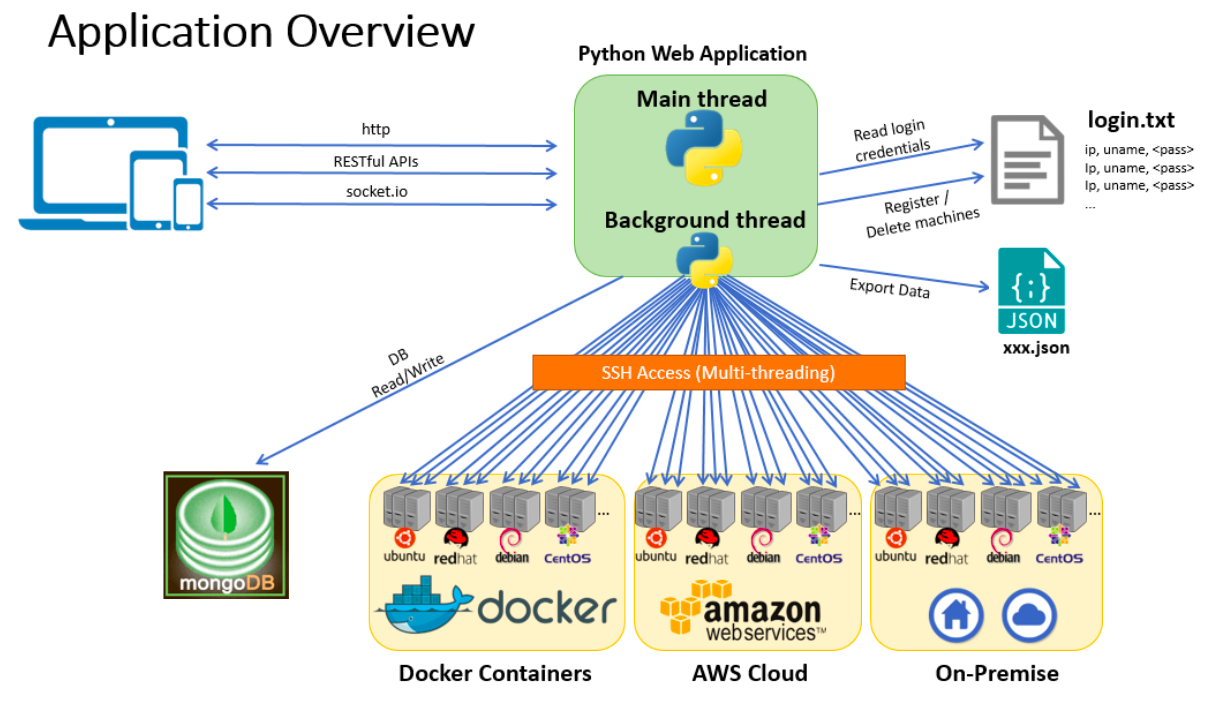 Application Overview
Python Web Application
Main thread
Background thread
http
RESTful APIs
socket.io
Read login
credentials
Register /
Delete machines
Export Data
login.txt
ip, uname, <pass>
Ip, uname, <pass>
Ip, uname, <pass>
...
{;}
JSON
xxx.json
DB
Read/Write
SSH Access (Multi-threading)
mongoDB
...
ubuntu redhat debian CentOS
docker
Docker Containers
...
ubuntu redhat debian CentOS
amazon
webservices™
AWS Cloud
...
ubuntu redhat debian CentOS
On-Premise